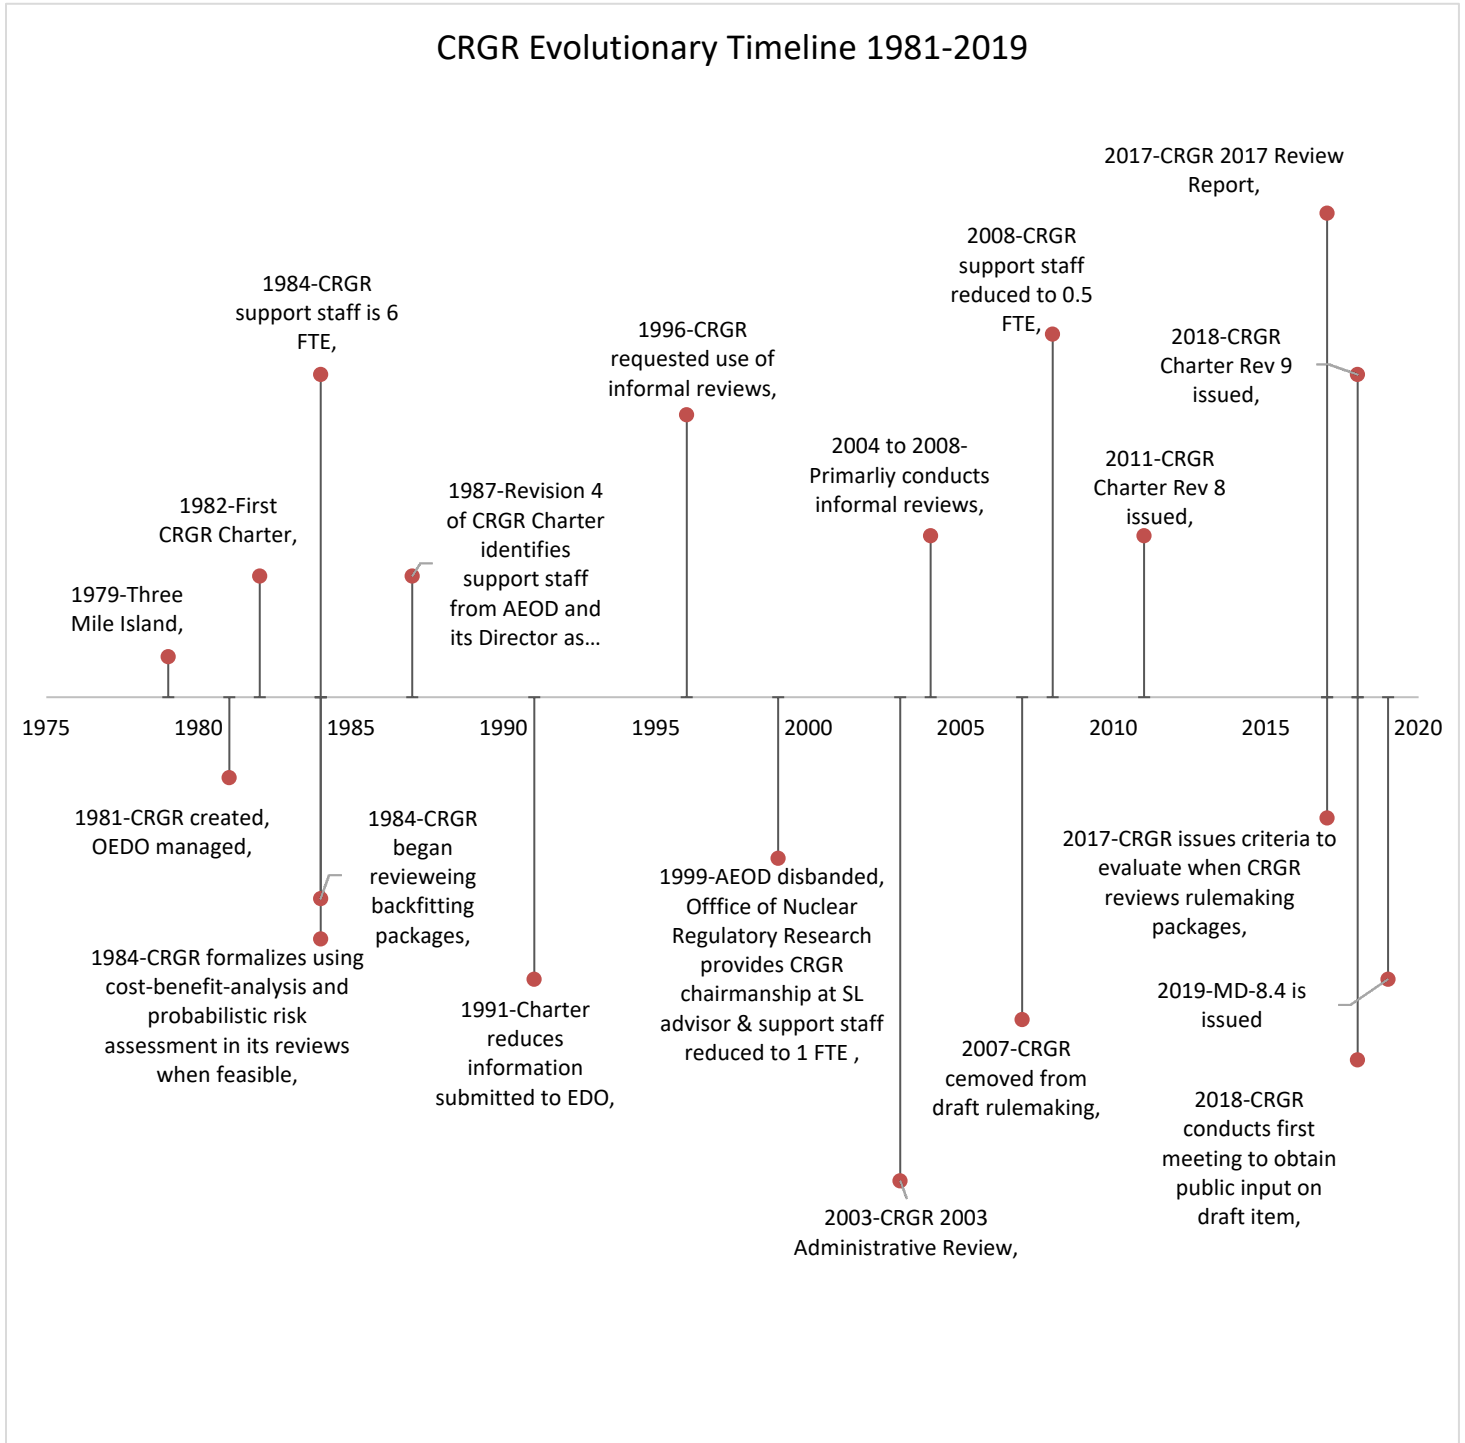 CRGR Evolutionary Timeline 1981-2019
2017-CRGR 2017 Review
Report,
2008-CRGR
support staff
reduced to 0.5
FTE,
1984-CRGR
support staff is 6
FTE,
1996-CRGR
requested use of
informal reviews,
2018-CRGR
Charter Rev 9
issued,
2004 to 2008-
Primarliy conducts
informal reviews,
2011-CRGR
Charter Rev 8
issued,
1987-Revision 4
of CRGR Charter
identifies
support staff
from AEOD and
its Director as...
1982-First
CRGR Charter,
1979-Three
Mile Island,
1975 1980 1985 1990 1995 2000 2005 2010 2015 2020
1981-CRGR created,
OEDO managed,
1984-CRGR
began
revieweing
backfitting
packages,
1984-CRGR formalizes using
cost-benefit-analysis and
probabilistic risk
assessment in its reviews
when feasible,
1991-Charter
reduces
information
submitted to EDO,
1999-AEOD disbanded,
Offfice of Nuclear
Regulatory Research
provides CRGR
chairmanship at SL
advisor & support staff
reduced to 1 FTE ,
2003-CRGR 2003
Administrative Review,
2007-CRGR
cemoved from
draft rulemaking,
2017-CRGR issues criteria to
evaluate when CRGR
reviews rulemaking
packages,
2019-MD-8.4 is
issued
2018-CRGR
conducts first
meeting to obtain
public input on
draft item,